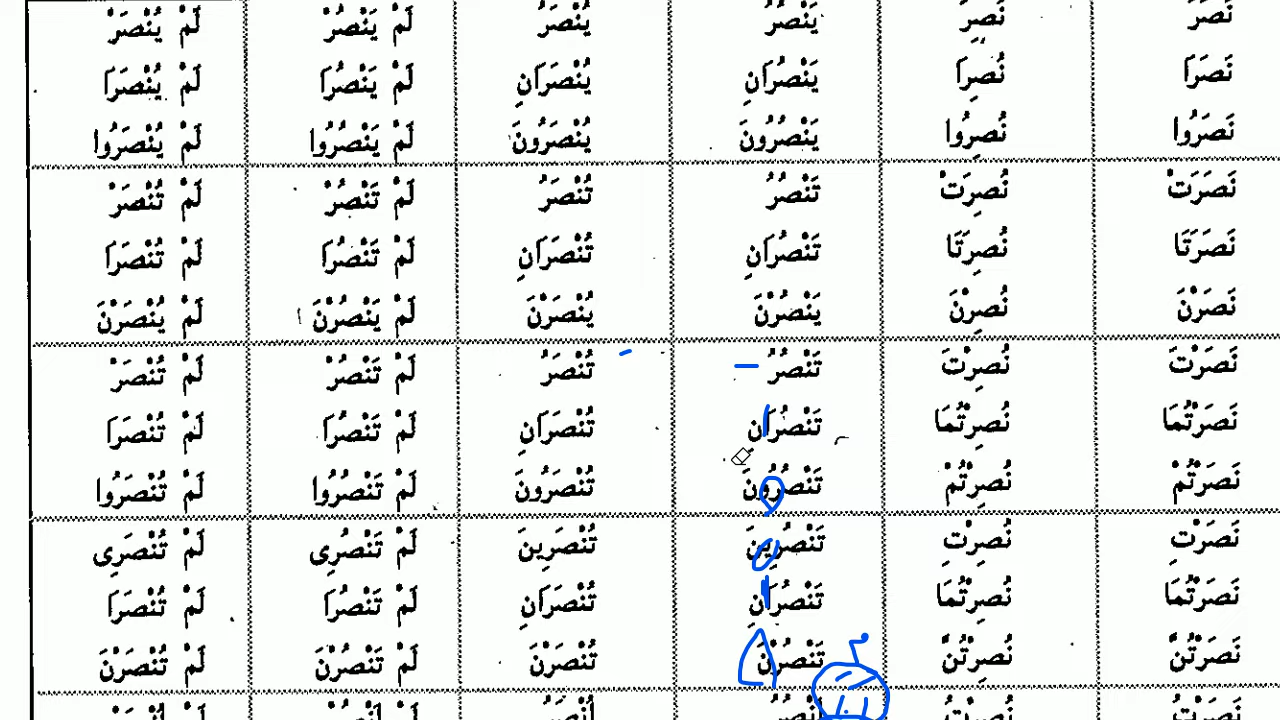 نَصَرَ نُصِرَ يَنْصُرُ يُنْصَرُ لَمْ يَنْصُرْ لَمْ يُنْصَرْ
نَصَرَا نُصِرَا يَنْصُرَانِ يُنْصَرَانِ لَمْ يَنْصُرَا لَمْ يُنْصَرَا
نَصَرُوا نُصِرُوا يَنْصُرُونَ يُنْصَرُونَ لَمْ يَنْصُرُوا لَمْ يُنْصَرُوا
نَصَرَتْ نُصِرَتْ تَنْصُرُ تُنْصَرُ لَمْ تَنْصُرْ لَمْ تُنْصَرْ
نَصَرَتَا نُصِرَتَا تَنْصُرَانِ تُنْصَرَانِ لَمْ تَنْصُرَا لَمْ تُنْصَرَا
نَصَرْنَ نُصِرْنَ يَنْصُرْنَ يُنْصَرْنَ لَمْ يَنْصُرْنَ لَمْ يُنْصَرْنَ
نَصَرْتَ نُصِرْتَ تَنْصُرُ تُنْصَرُ لَمْ تَنْصُرْ لَمْ تُنْصَرْ
نَصَرْتُمَا نُصِرْتُمَا تَنْصُرَانِ تُنْصَرَانِ لَمْ تَنْصُرَا لَمْ تُنْصَرَا
نَصَرْتُمْ نُصِرْتُمْ تَنْصُرُونَ تُنْصَرُونَ لَمْ تَنْصُرُوا لَمْ تُنْصَرُوا
نَصَرْتِ نُصِرْتِ تَنْصُرِينَ تُنْصَرِينَ لَمْ تَنْصُرِى لَمْ تُنْصَرِى
نَصَرْتُمَا نُصِرْتُمَا تَنْصُرَانِ تُنْصَرَانِ لَمْ تَنْصُرَا لَمْ تُنْصَرَا
نَصَرْتُنَّ نُصِرْتُنَّ تَنْصُرْنَ تُنْصَرْنَ لَمْ تَنْصُرْنَ لَمْ تُنْصَرْنَ